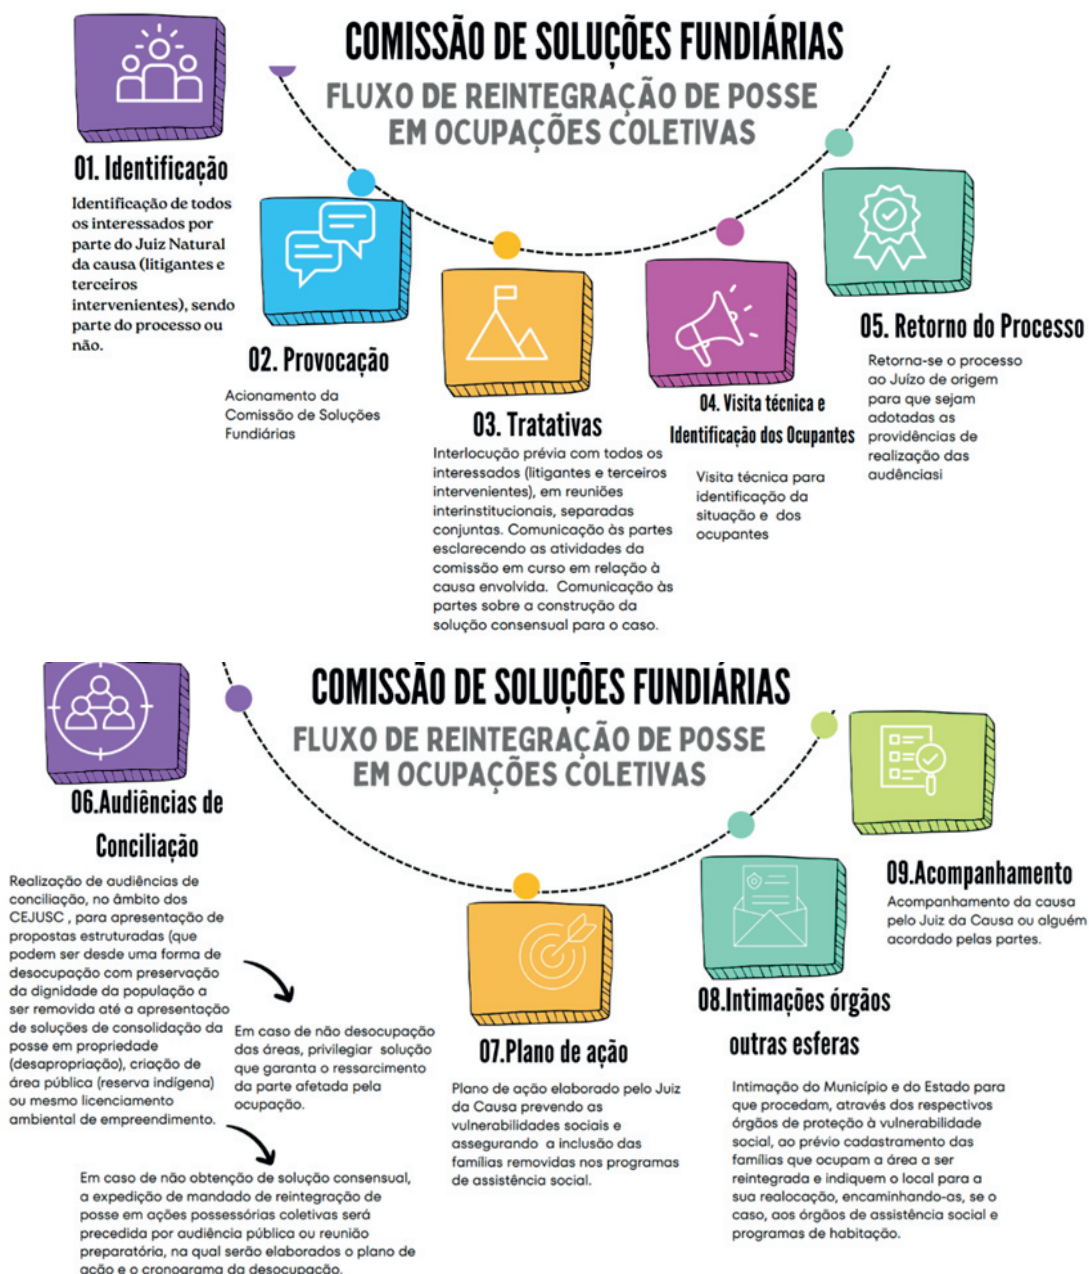 COMISSÃO DE SOLUÇÕES FUNDIÁRIAS
FLUXO DE REINTEGRAÇÃO DE POSSE
EM OCUPAÇÕES COLETIVAS
01. Identificação
Identificação de todos
os interessados por
parte do Juiz Natural
da causa (litigantes e
terceiros
intervenientes), sendo
parte do processo ou
não.
02. Provocação
Acionamento da
Comissão de Soluções
Fundiárias
03. Tratativas
Interlocução prévia com todos os
interessados (litigantes e terceiros
intervenientes), em reuniões
interinstitucionais, separadas
conjuntas. Comunicação às partes
esclarecendo as atividades da
comissão em curso em relação à
causa envolvida. Comunicação às
partes sobre a construção da
solução consensual para o caso.
04. Visita técnica e
Identificação dos Ocupantes
Visita técnica para
identificação da
situação e dos
ocupantes
05. Retorno do Processo
Retorna-se o processo
ao Juízo de origem
para que sejam
adotadas as
providências de
realização das
audênciasi
COMISSÃO DE SOLUÇÕES FUNDIÁRIAS
FLUXO DE REINTEGRAÇÃO DE POSSE
EM OCUPAÇÕES COLETIVAS
06.Audiências de
Conciliação
Realização de audiências de
conciliação, no âmbito dos
CEJUSC , para apresentação de
propostas estruturadas (que
podem ser desde uma forma de
desocupação com preservação
da dignidade da população a
ser removida até a apresentação
de soluções de consolidação da
posse em propriedade
(desapropriação), criação de
área pública (reserva indígena)
ou mesmo licenciamento
ambiental de empreendimento.
Em caso de não desocupação
das áreas, privilegiar solução
que garanta o ressarcimento
da parte afetada pela
ocupação.
Em caso de não obtenção de solução consensual,
a expedição de mandado de reintegração de
posse em ações possessórias coletivas será
precedida por audiência pública ou reunião
preparatória, na qual serão elaborados o plano de
ação e o cronograma da desocupação.
07.Plano de ação
Plano de ação elaborado pelo Juiz
da Causa prevendo as
vulnerabilidades sociais e
assegurando a inclusão das
famílias removidas nos programas
de assistência social.
08.Intimações órgãos
outras esferas
Intimação do Município e do Estado para
que procedam, através dos respectivos
órgãos de proteção à vulnerabilidade
social, ao prévio cadastramento das
famílias que ocupam a área a ser
reintegrada e indiquem o local para a
sua realocação, encaminhando-as, se o
caso, aos órgãos de assistência social e
programas de habitação.
09.Acompanhamento
Acompanhamento da causa
pelo Juiz da Causa ou alguém
acordado pelas partes.